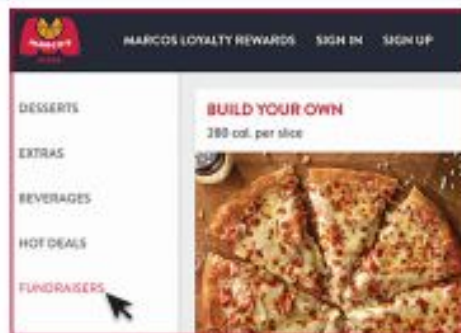 MARCO'S
MARCOS LOYALTY REWARDS SIGN IN SIGN UP
DESSERTS
EXTRAS
BEVERAGES
HOT DEALS
FUNDRAISERS
BUILD YOUR OWN
280 cal. per slice